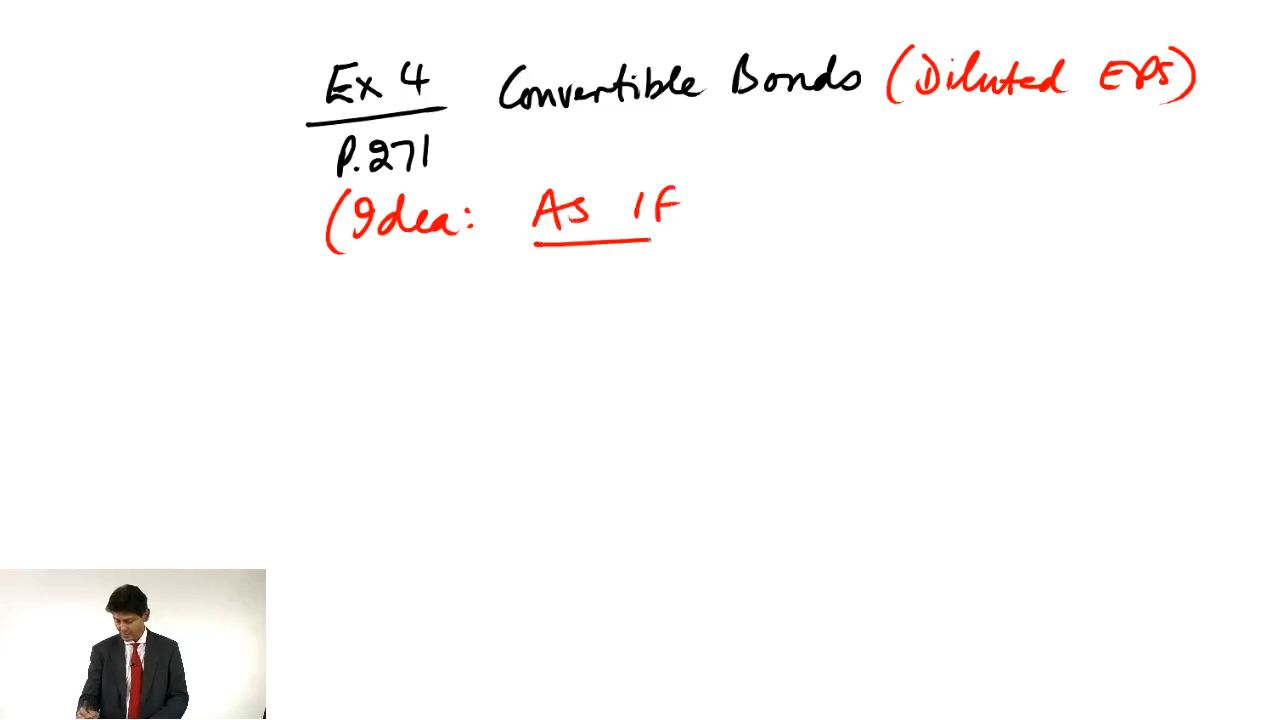 Ex 4 Convertible Bonds (Diluted EPS)
P.271
(Idea: As IF